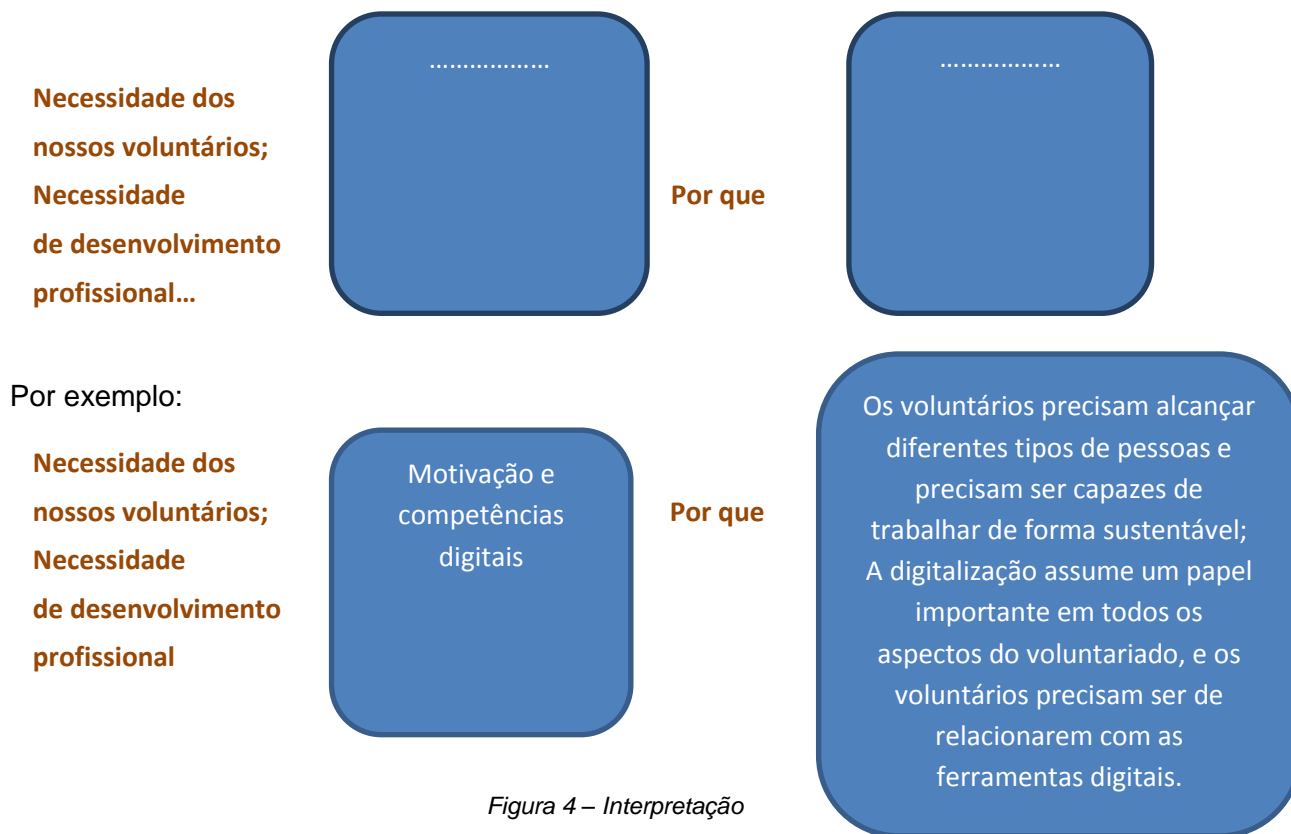 ………………
………………
Necessidade dos
nossos voluntários;
Necessidade
de desenvolvimento
profissional…
Por que
Por exemplo:
Necessidade dos
nossos voluntários;
Necessidade
de desenvolvimento
profissional
Motivação e
competências
digitais
Por que
Os voluntários precisam alcançar
diferentes tipos de pessoas e
precisam ser capazes de
trabalhar de forma sustentável;
A digitalização assume um papel
importante em todos os
aspectos do voluntariado, e os
voluntários precisam ser de
relacionarem com as
ferramentas digitais.
Figura 4 – Interpretação